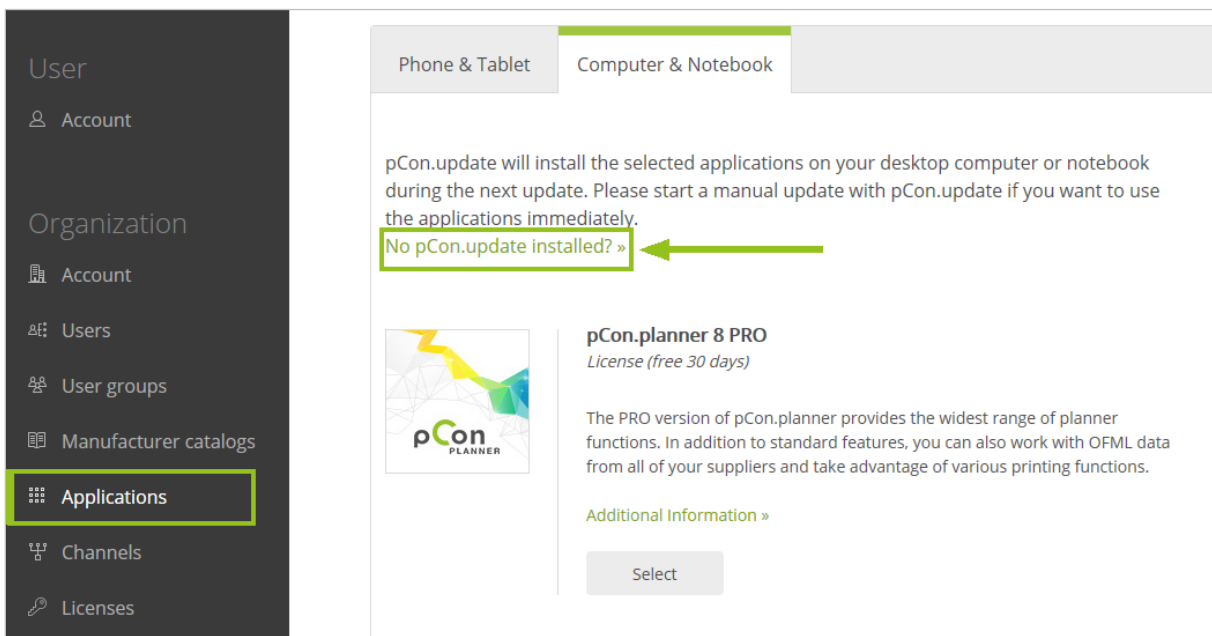 User
Account
Organization
Account
Users
User groups
Manufacturer catalogs
Applications
Channels
Licenses
Phone & Tablet
Computer & Notebook
pCon.update will install the selected applications on your desktop computer or notebook
during the next update. Please start a manual update with pCon.update if you want to use
the applications immediately.
No pCon.update installed? »
pCon
PLANNER
pCon.planner 8 PRO
License (free 30 days)
The PRO version of pCon.planner provides the widest range of planner
functions. In addition to standard features, you can also work with OFML data
from all of your suppliers and take advantage of various printing functions.
Additional Information »
Select